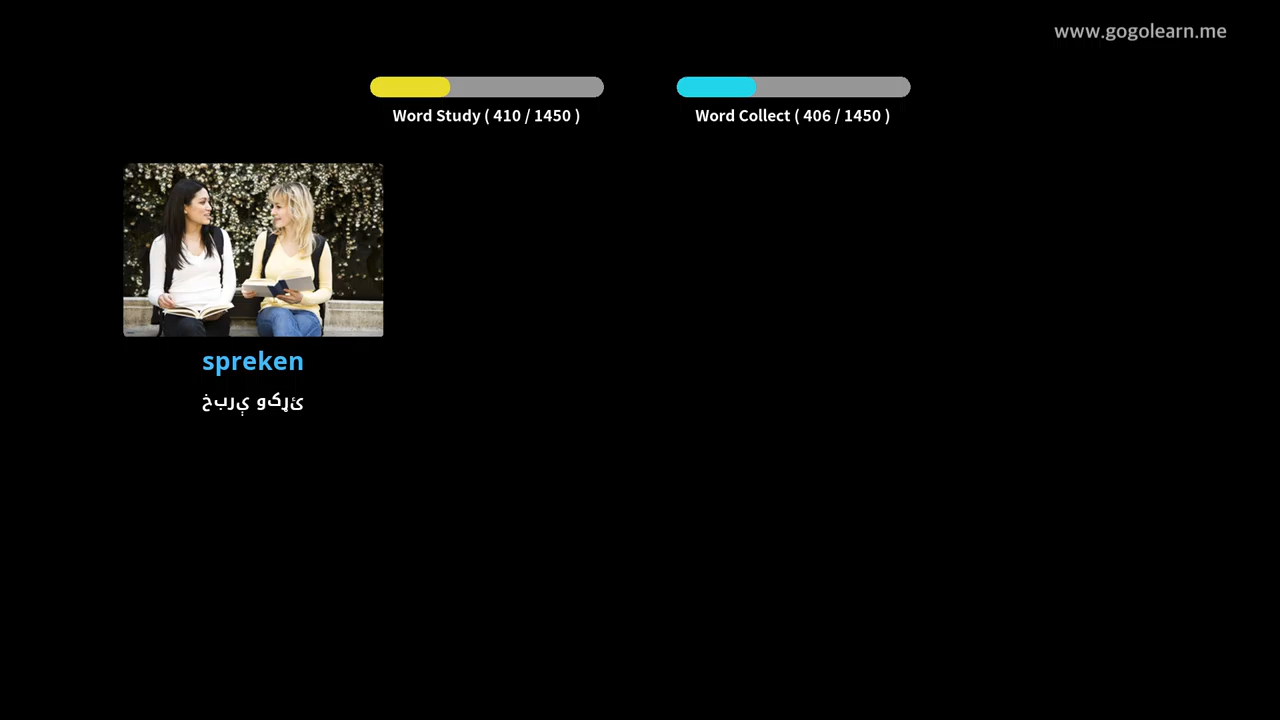 www.gogolearn.me
Word Study ( 410 / 1450 )
Word Collect ( 406 / 1450 )
spreken
خبرې وکړئ